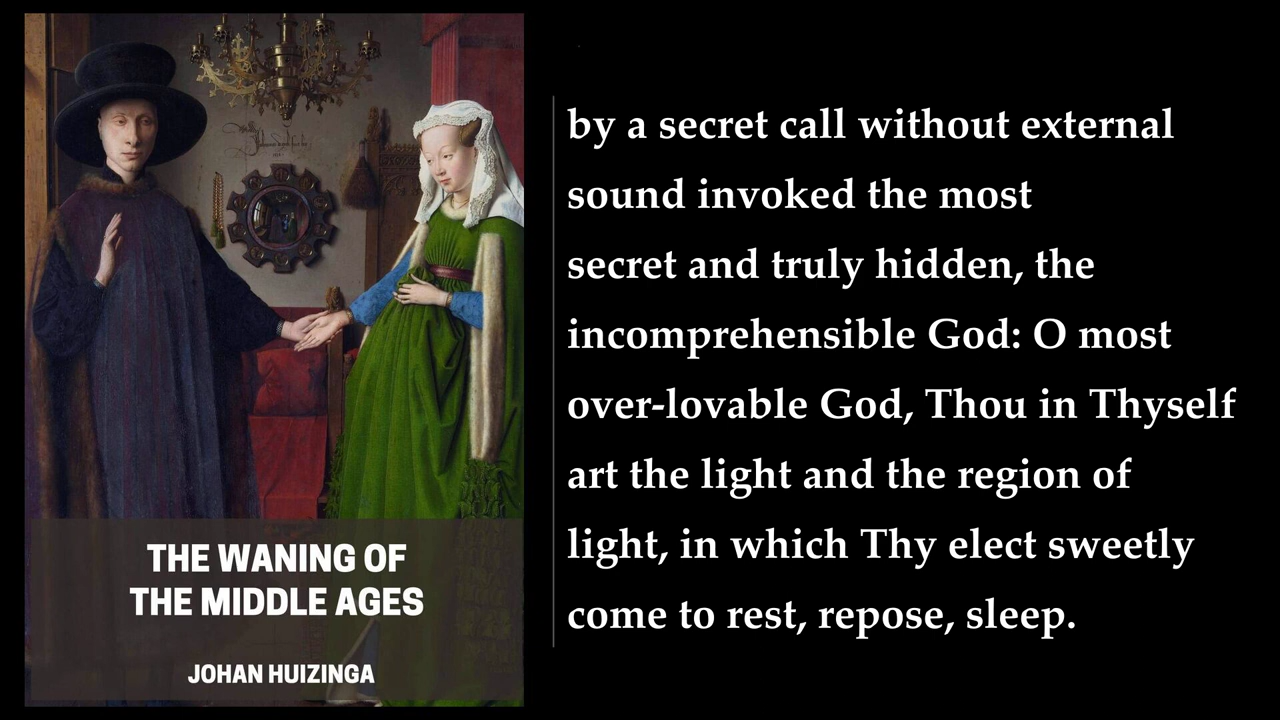 THE WANING OF
THE MIDDLE AGES
JOHAN HUIZINGA
by a secret call without external
sound invoked the most
secret and truly hidden, the
incomprehensible God: O most
over-lovable God, Thou in Thyself
art the light and the region of
light, in which Thy elect sweetly
come to rest, repose, sleep.